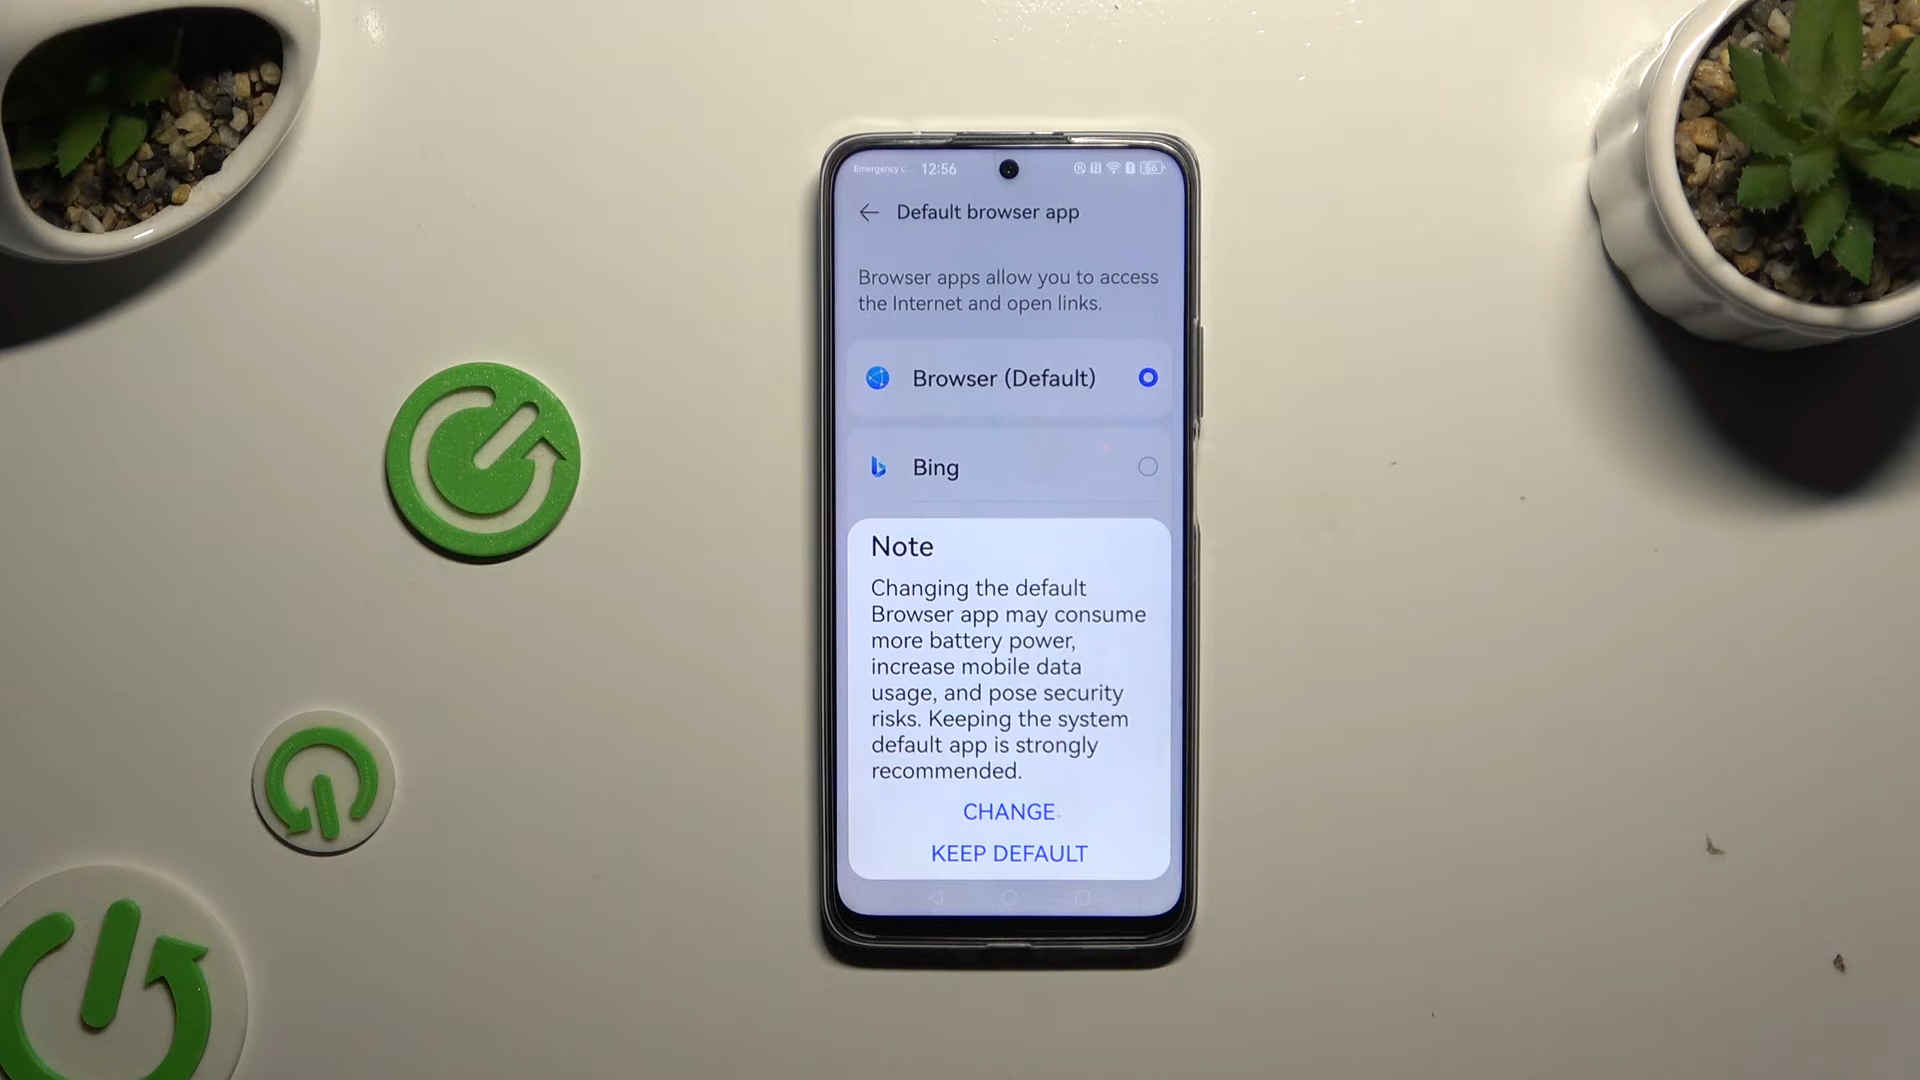 Emergency c... 12:56 56
Default browser app
Browser apps allow you to access
the Internet and open links.
Browser (Default)
Bing
Note
Changing the default
Browser app may consume
more battery power,
increase mobile data
usage, and pose security
risks. Keeping the system
default app is strongly
recommended.
CHANGE
KEEP DEFAULT